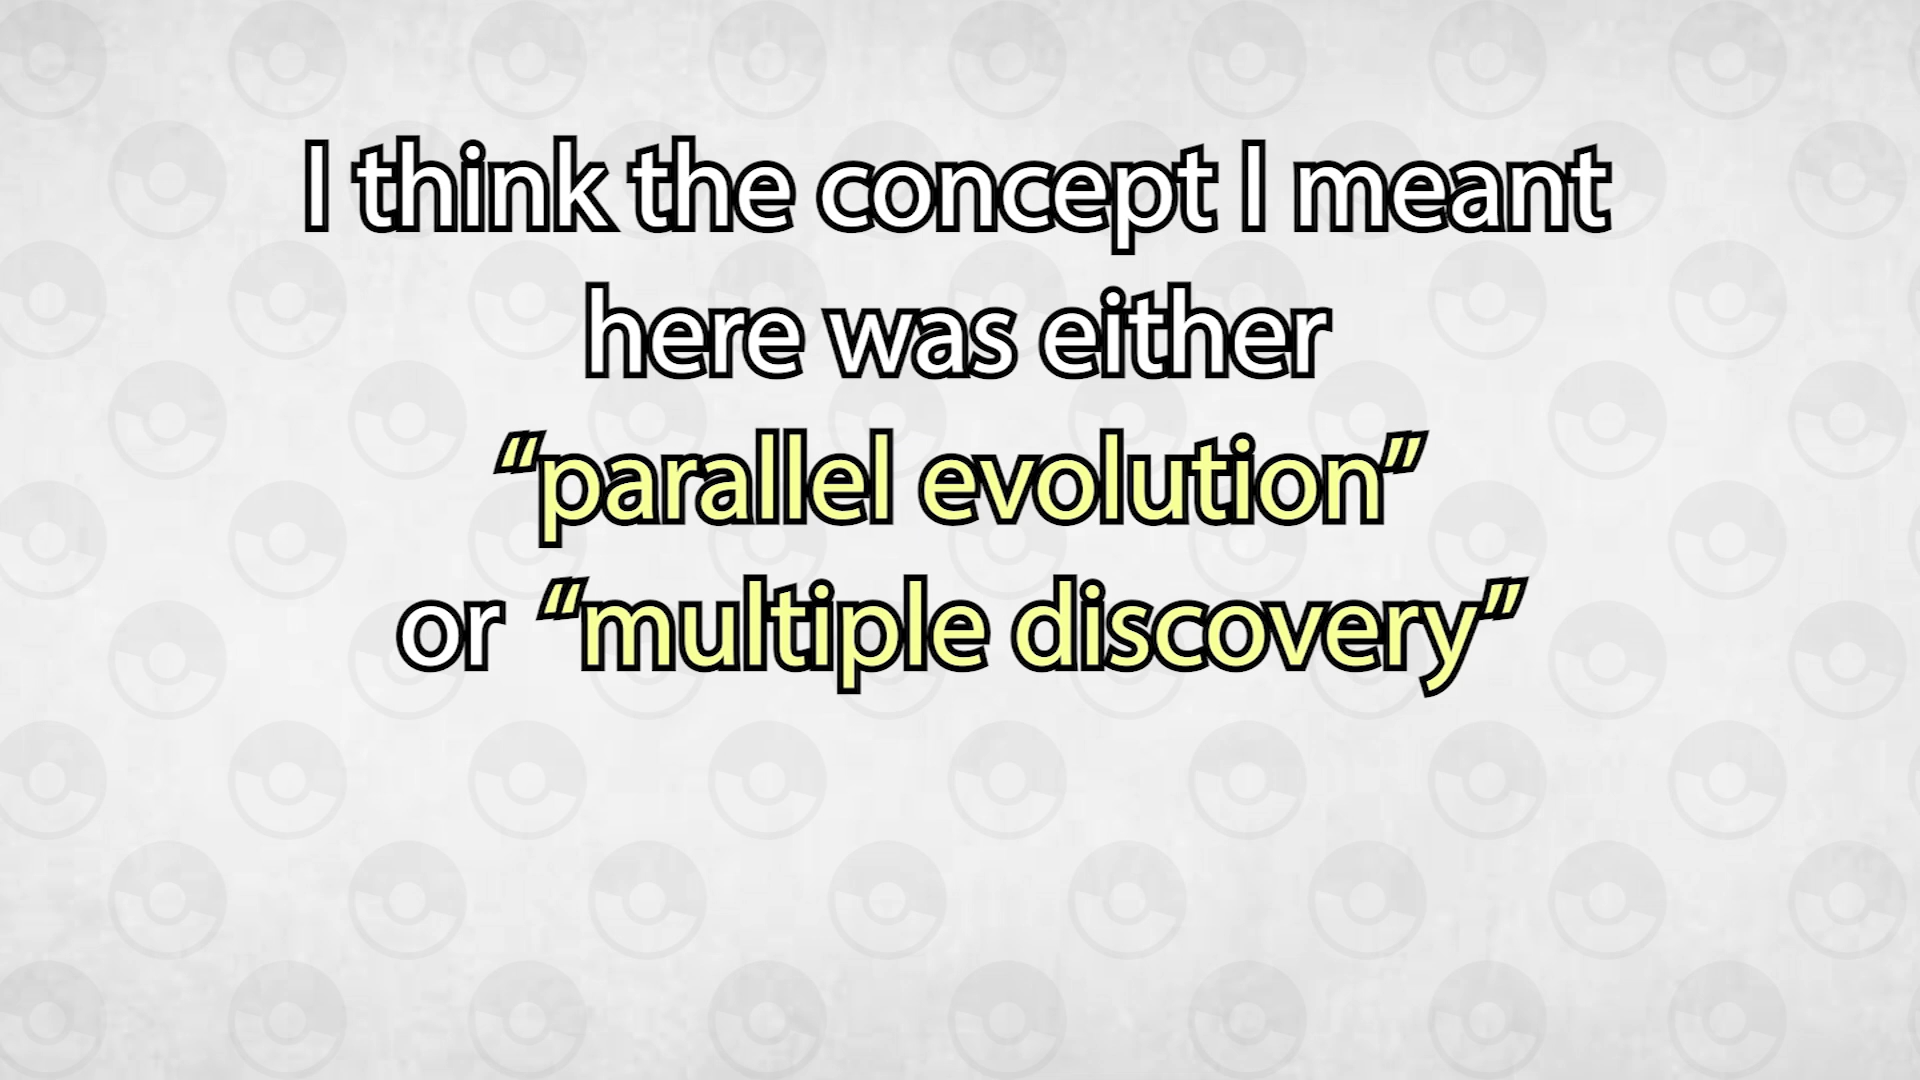 I think the concept I meant
here was either
“parallel evolution”
or “multiple discovery”